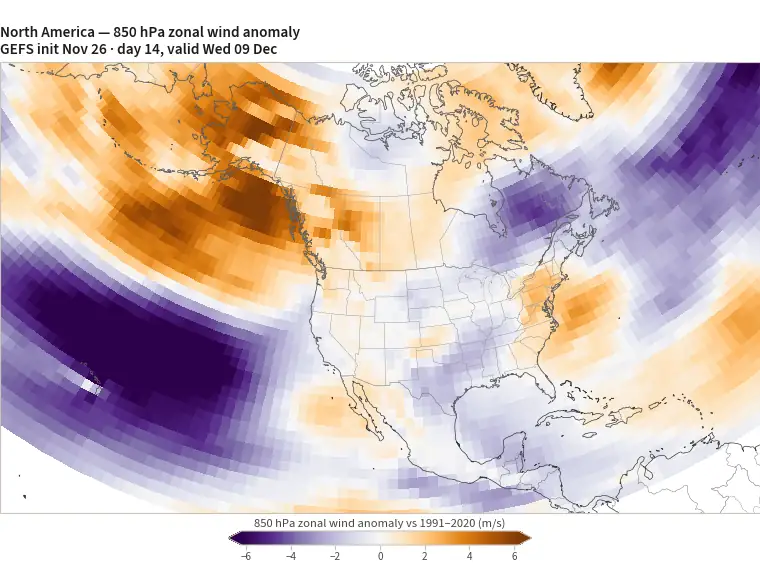 North America — 850 hPa zonal wind anomaly
GEFS init Nov 26 · day 14, valid Wed 09 Dec
850 hPa zonal wind anomaly vs 1991–2020 (m/s)
−6 −4 −2 0 2 4 6